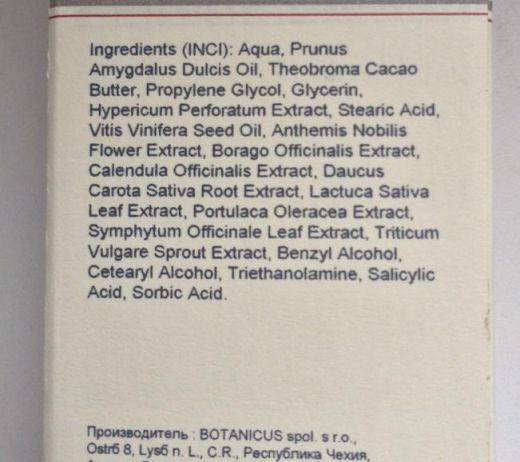 Ingredients (INCI): Aqua, Prunus
Amygdalus Dulcis Oil, Theobroma Cacao
Butter, Propylene Glycol, Glycerin,
Hypericum Perforatum Extract, Stearic Acid,
Vitis Vinifera Seed Oil, Anthemis Nobilis
Flower Extract, Borago Officinalis Extract,
Calendula Officinalis Extract, Daucus
Carota Sativa Root Extract, Lactuca Sativa
Leaf Extract, Portulaca Oleracea Extract,
Symphytum Officinale Leaf Extract, Triticum
Vulgare Sprout Extract, Benzyl Alcohol,
Cetearyl Alcohol, Triethanolamine, Salicylic
Acid, Sorbic Acid.
Производитель : BOTANICUS spol. s r.o.,
Ostrб 8, Lysб n. L., C.R., Республика Чехия,